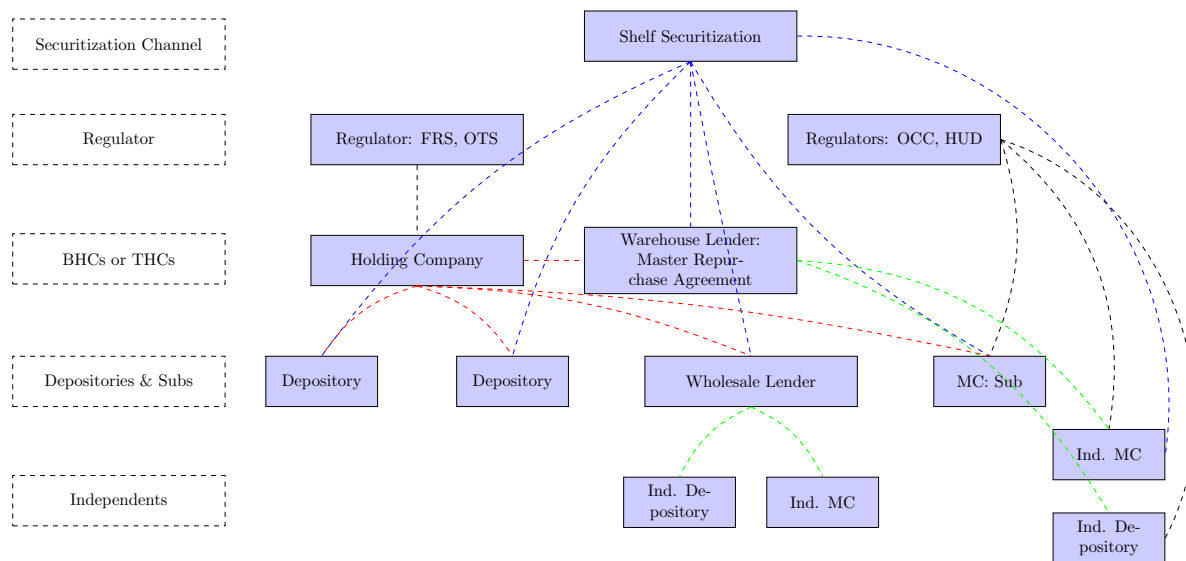 Securitization Channel
Shelf Securitization
Regulator
Regulator: FRS, OTS
Regulators: OCC, HUD
BHCs or THCs
Holding Company
Warehouse Lender:
Master Repur-
chase Agreement
Depositories & Subs
Depository
Depository
Wholesale Lender
MC: Sub
Ind. MC
Independents
Ind. De-
pository
Ind. MC
Ind. De-
pository